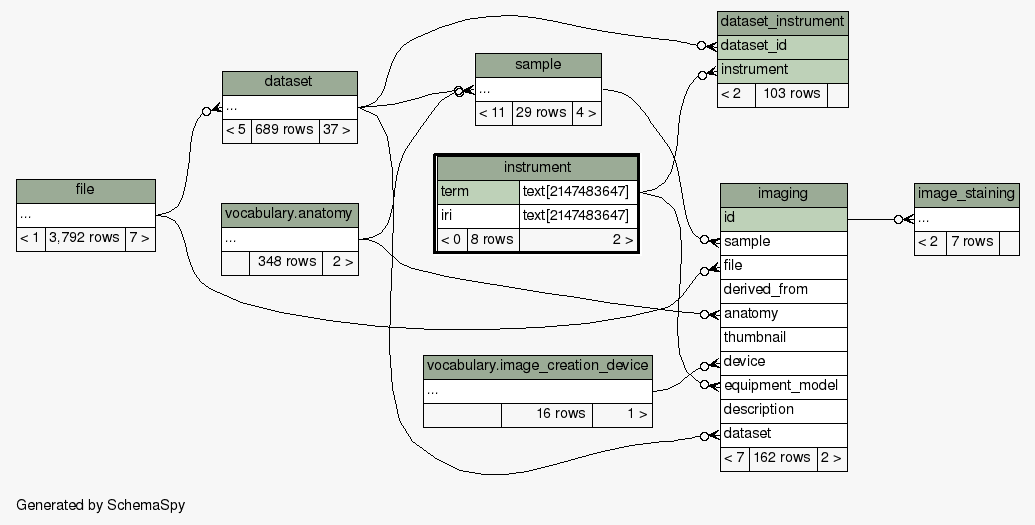 dataset_instrument
dataset_id
instrument
< 2 103 rows
sample
...
< 11 29 rows 4 >
dataset
...
< 5 689 rows 37 >
instrument
term text[2147483647]
iri text[2147483647]
< 0 8 rows 2 >
file
...
< 1 3,792 rows 7 >
vocabulary.anatomy
...
348 rows 2 >
imaging
id
sample
file
derived_from
anatomy
thumbnail
device
equipment_model
description
dataset
< 7 162 rows 2 >
image_staining
...
< 2 7 rows
vocabulary.image_creation_device
...
16 rows 1 >
Generated by SchemaSpy